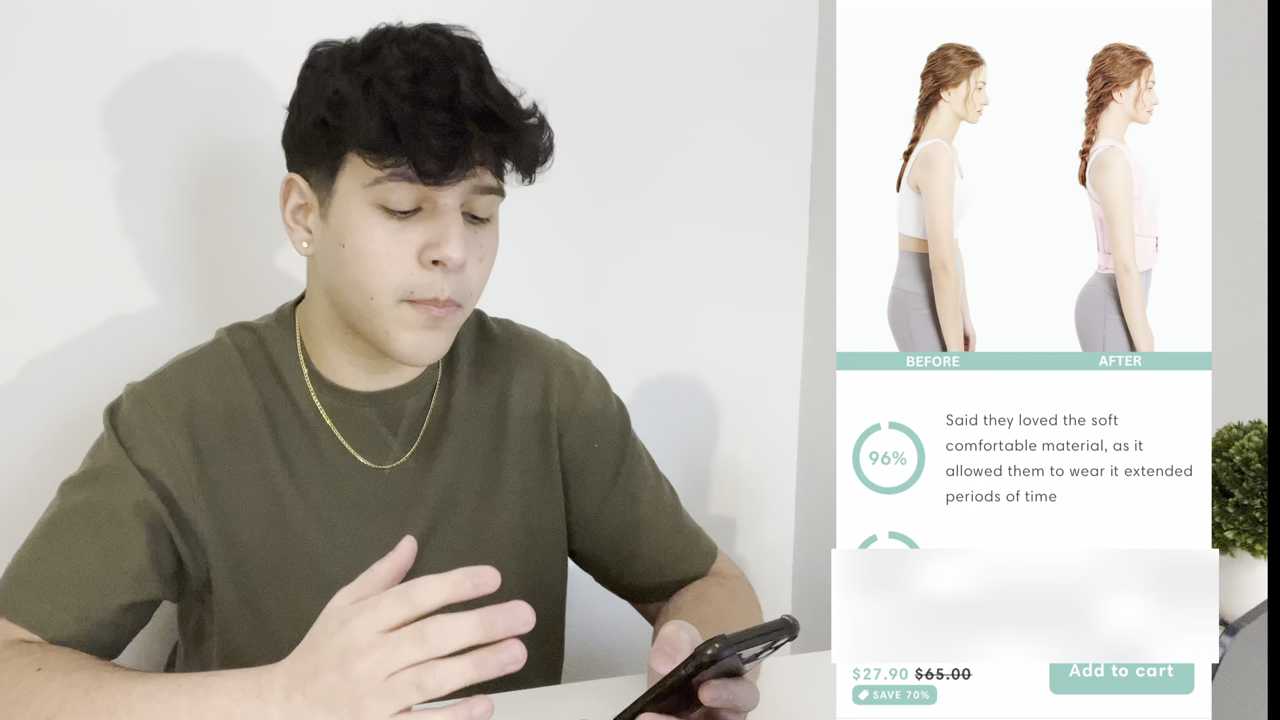 BEFORE AFTER
96%
Said they loved the soft
comfortable material, as it
allowed them to wear it extended
periods of time
$27.90 $65.00
Add to cart
SAVE 70%